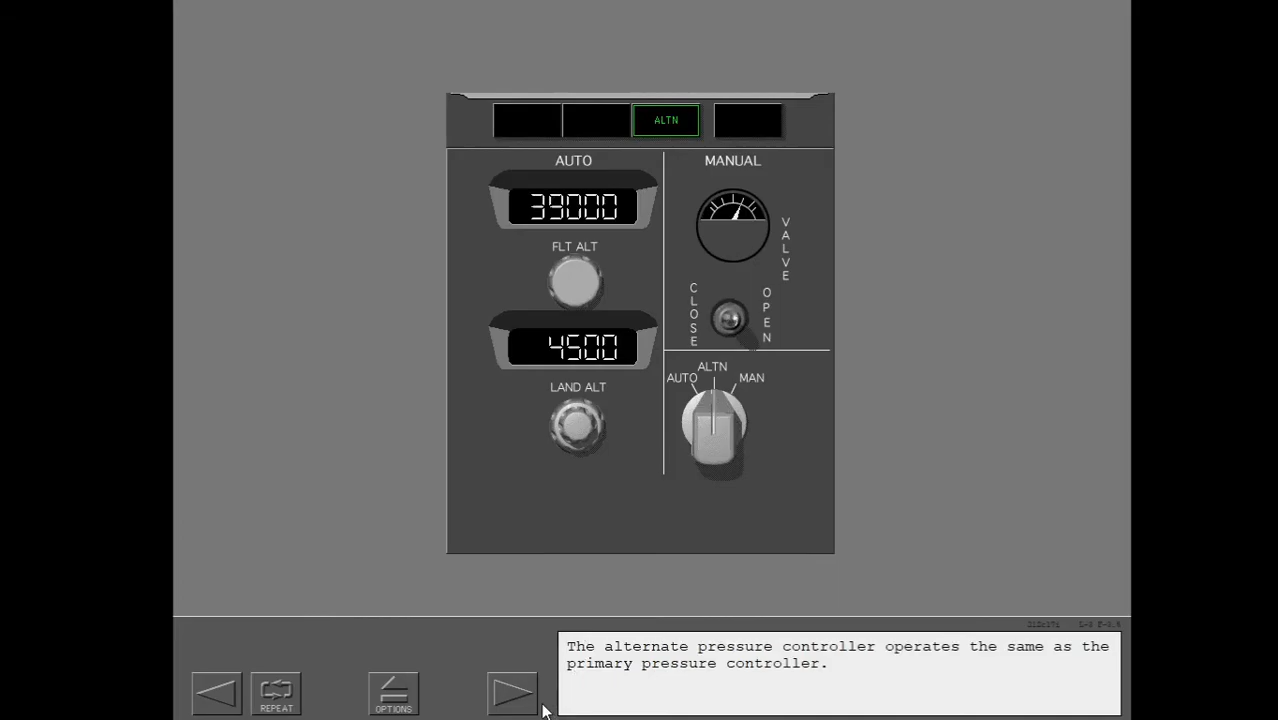 ALTN
AUTO
MANUAL
39000
VALVE
FLT ALT
CLOSE
OPEN
4500
ALTN
AUTO
MAN
LAND ALT
The alternate pressure controller operates the same as the
primary pressure controller.
REPEAT
OPTIONS